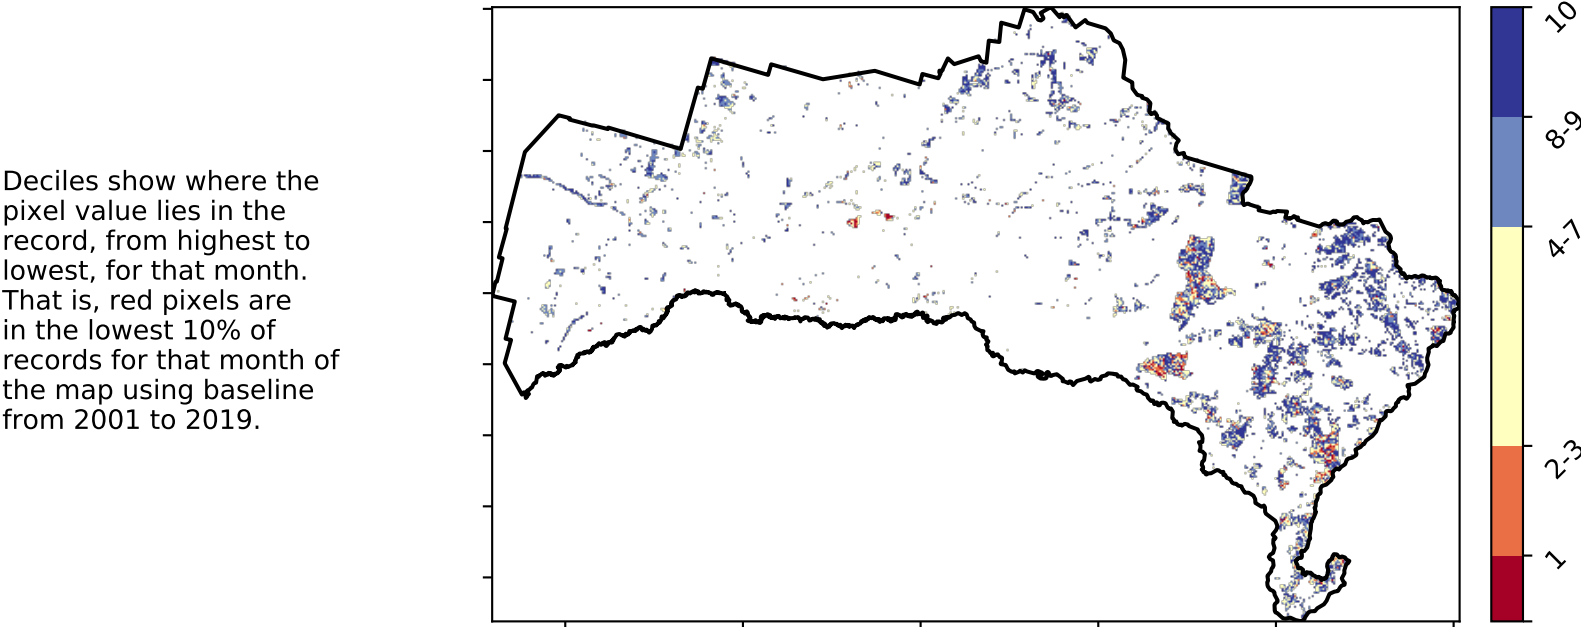 Deciles show where the
pixel value lies in the
record, from highest to
lowest, for that month.
That is, red pixels are
in the lowest 10% of
records for that month of
the map using baseline
from 2001 to 2019.
10
8-9
4-7
2-3
1